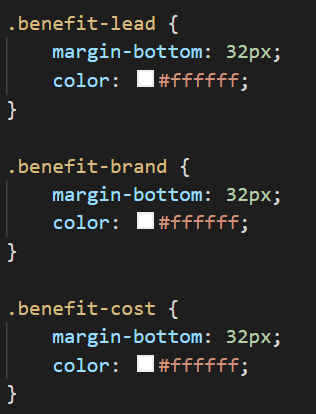 .benefit-lead {
    margin-bottom: 32px;
    color: #ffffff;
}

.benefit-brand {
    margin-bottom: 32px;
    color: #ffffff;
}

.benefit-cost {
    margin-bottom: 32px;
    color: #ffffff;
}